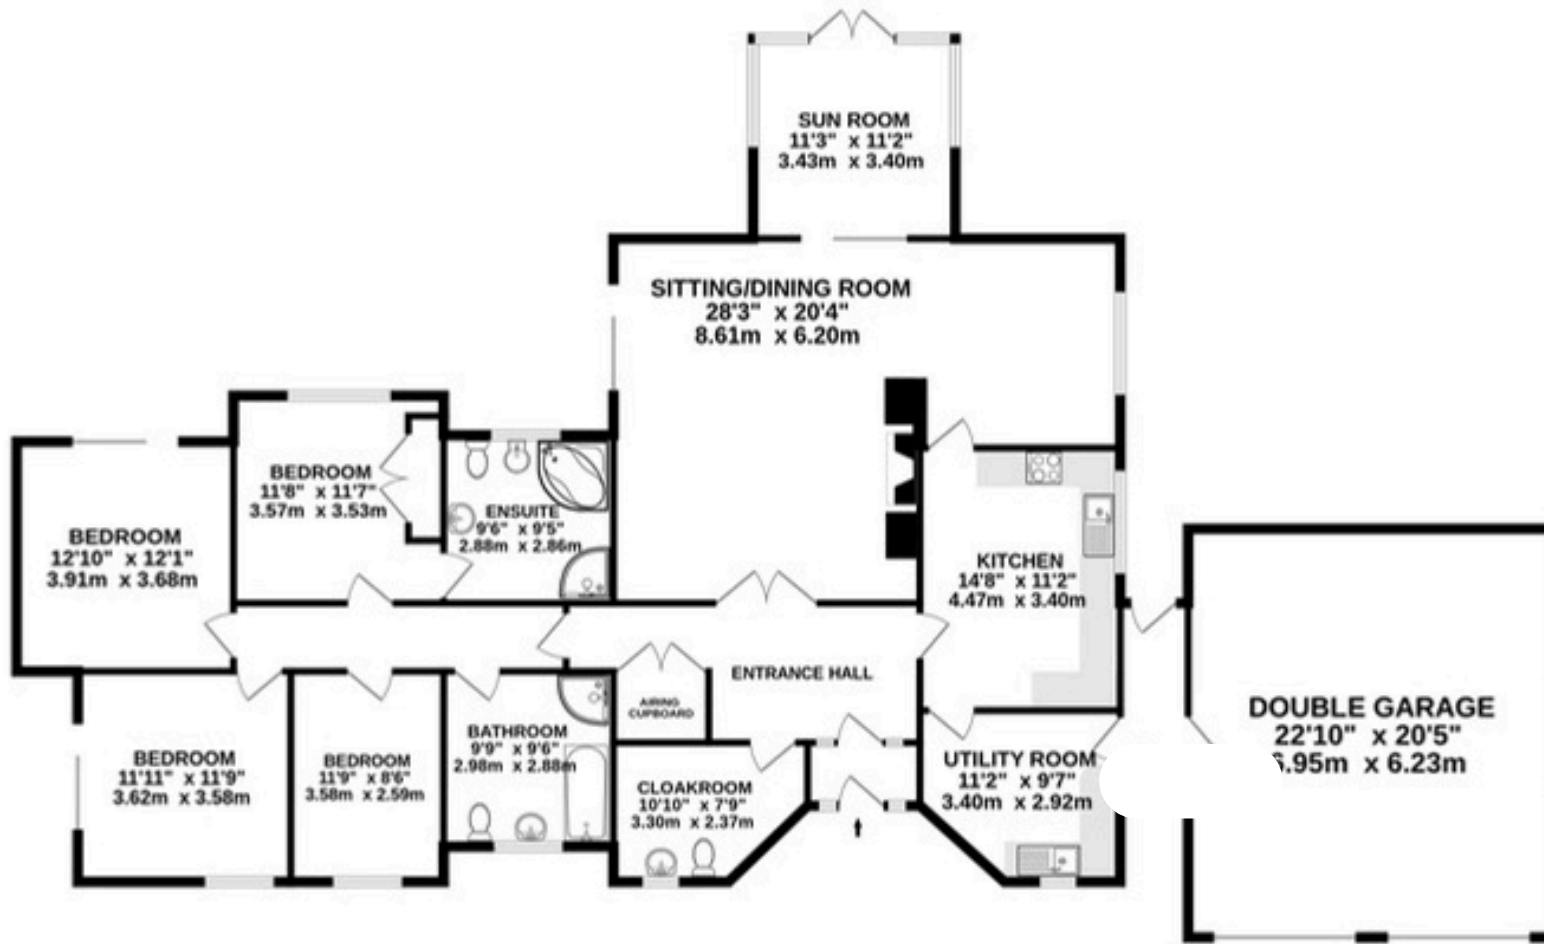 SUN ROOM
11'3" x 11'2"
3.43m x 3.40m
SITTING/DINING ROOM
28'3" x 20'4"
8.61m x 6.20m
BEDROOM
11'8" x 11'7"
3.57m x 3.53m
ENSUITE
9'6" x 9'5"
2.88m x 2.86m
BEDROOM
12'10" x 12'1"
3.91m x 3.68m
KITCHEN
14'8" x 11'2"
4.47m x 3.40m
ENTRANCE HALL
AIRING
CUPBOARD
DOUBLE GARAGE
22'10" x 20'5"
x 6.23m
BATHROOM
9'9" x 9'6"
2.98m x 2.88m
BEDROOM
11'11" x 11'9"
3.62m x 3.58m
BEDROOM
11'9" x 8'6"
3.58m x 2.59m
CLOAKROOM
10'10" x 7'9"
3.30m x 2.37m
UTILITY ROOM
11'2" x 9'7"
3.40m x 2.92m